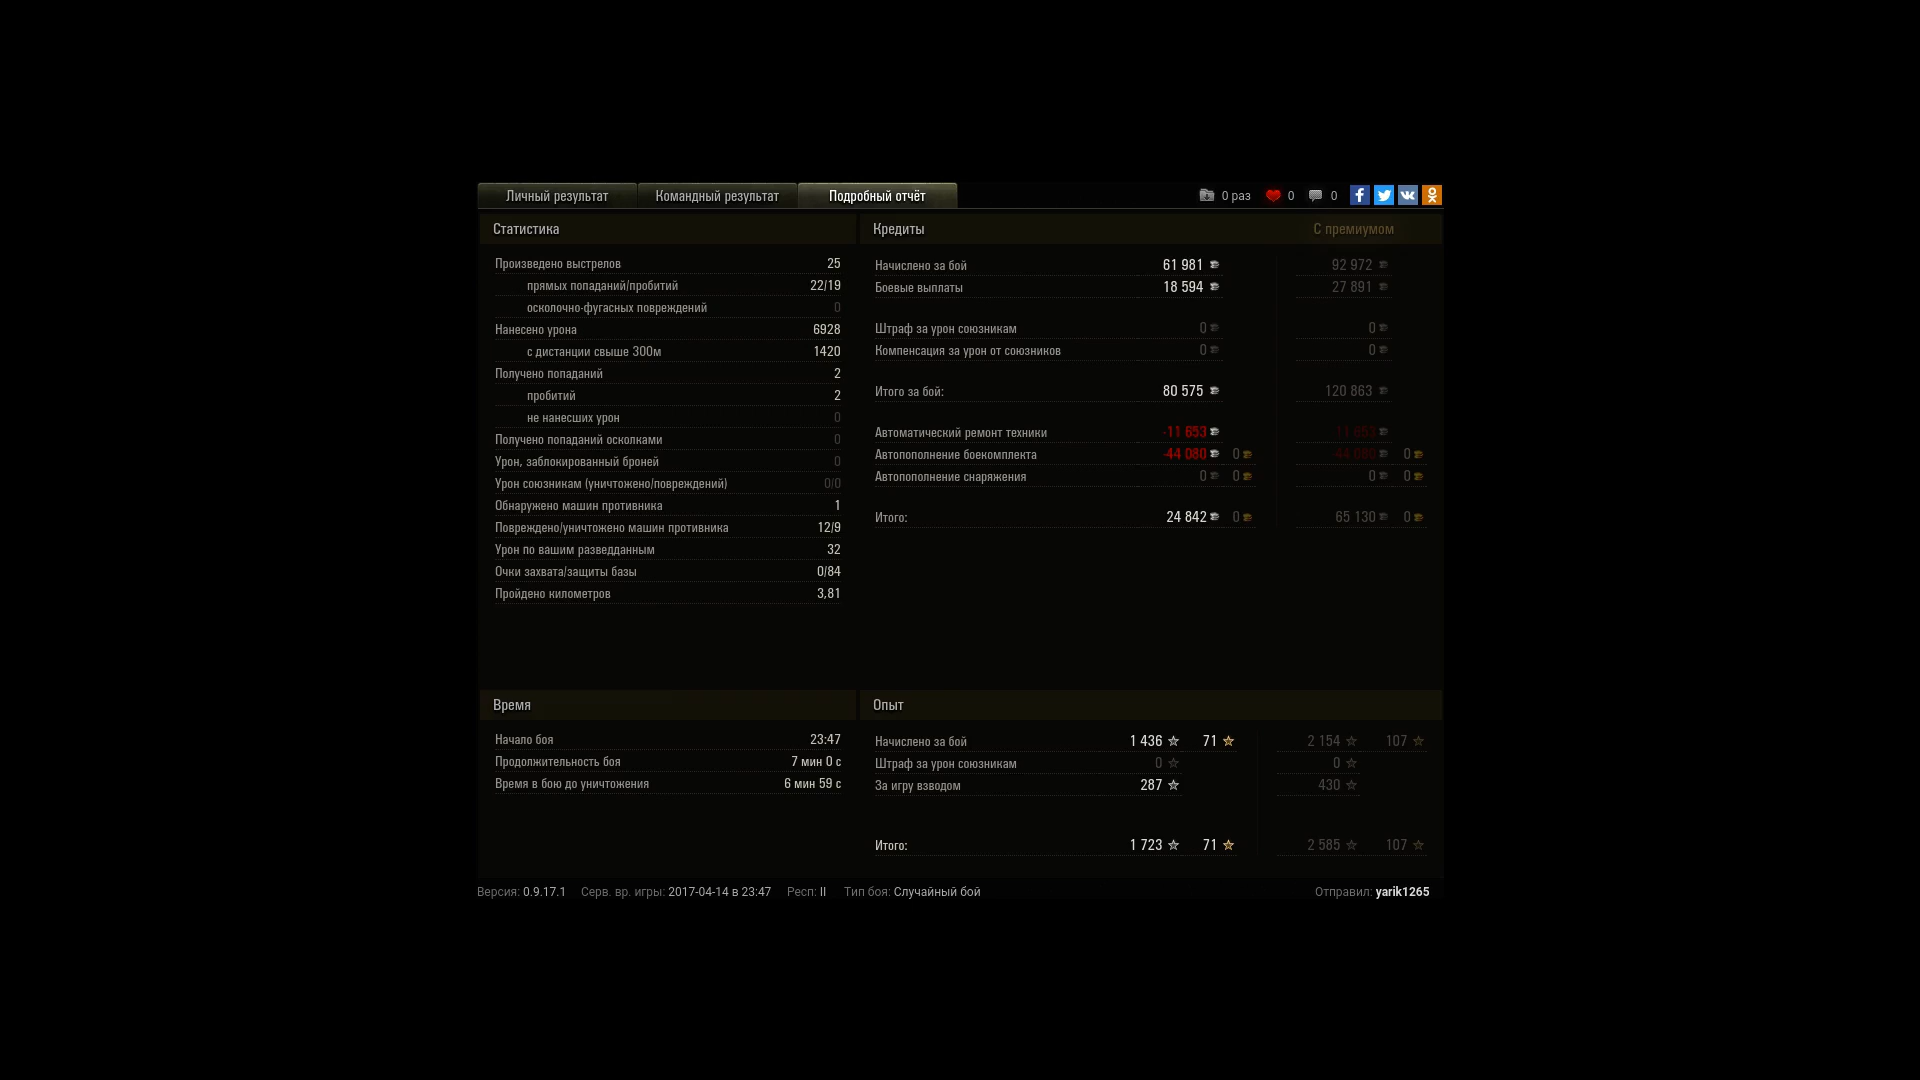 Личный результат Командный результат Подробный отчёт 0 раз 0 0
Статистика
Произведено выстрелов 25
прямых попаданий/пробитий 22/19
осколочно-фугасных повреждений 0
Нанесено урона 6928
с дистанции свыше 300м 1420
Получено попаданий 2
пробитий 2
не нанесших урон 0
Получено попаданий осколками 0
Урон, заблокированный броней 0
Урон союзникам (уничтожено/повреждений) 0/0
Обнаружено машин противника 1
Повреждено/уничтожено машин противника 12/9
Урон по вашим разведданным 32
Очки захвата/защиты базы 0/84
Пройдено километров 3,81
Кредиты С премиумом
Начислено за бой 61 981 92 972
Боевые выплаты 18 594 27 891
Штраф за урон союзникам 0 0
Компенсация за урон от союзников 0 0
Итого за бой: 80 575 120 863
Автоматический ремонт техники -11 653 -11 653
Автопополнение боекомплекта -44 080 0 -44 080 0
Автопополнение снаряжения 0 0 0 0
Итого: 24 842 0 65 130 0
Время
Начало боя 23:47
Продолжительность боя 7 мин 0 с
Время в бою до уничтожения 6 мин 59 с
Опыт
Начислено за бой 1 436 71 2 154 107
Штраф за урон союзникам 0 0
За игру взводом 287 430
Итого: 1 723 71 2 585 107
Версия: 0.9.17.1 Серв. вр. игры: 2017-04-14 в 23:47 Респ: II Тип боя: Случайный бой Отправил: yarik1265